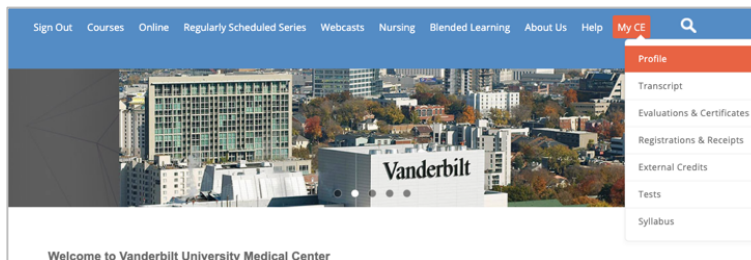 Sign Out Courses Online Regularly Scheduled Series Webcasts Nursing Blended Learning About Us Help My CE
Profile
Transcript
Evaluations & Certificates
Registrations & Receipts
External Credits
Tests
Syllabus
Vanderbilt
Welcome to Vanderbilt University Medical Center